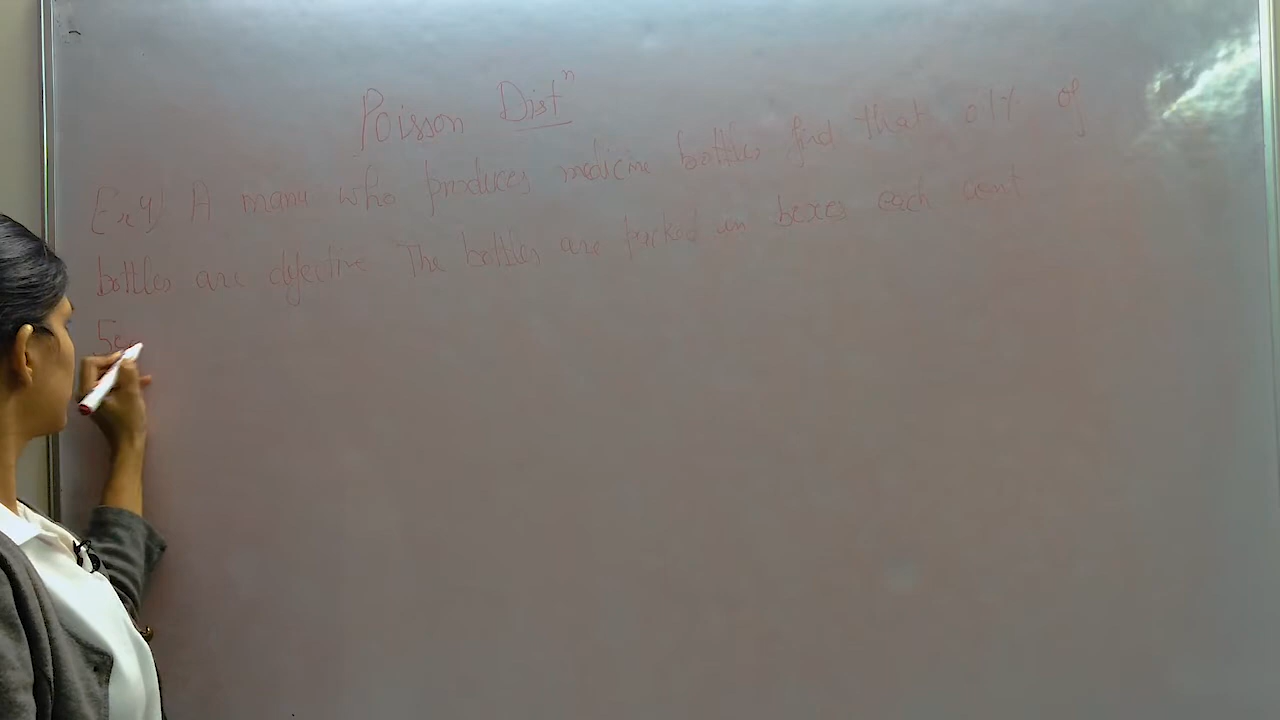 Poisson Distⁿ
Ex 4) A manu who produces medicine bottles find that 0.1% of
bottles are defective. The bottles are packed in boxes each cont
50